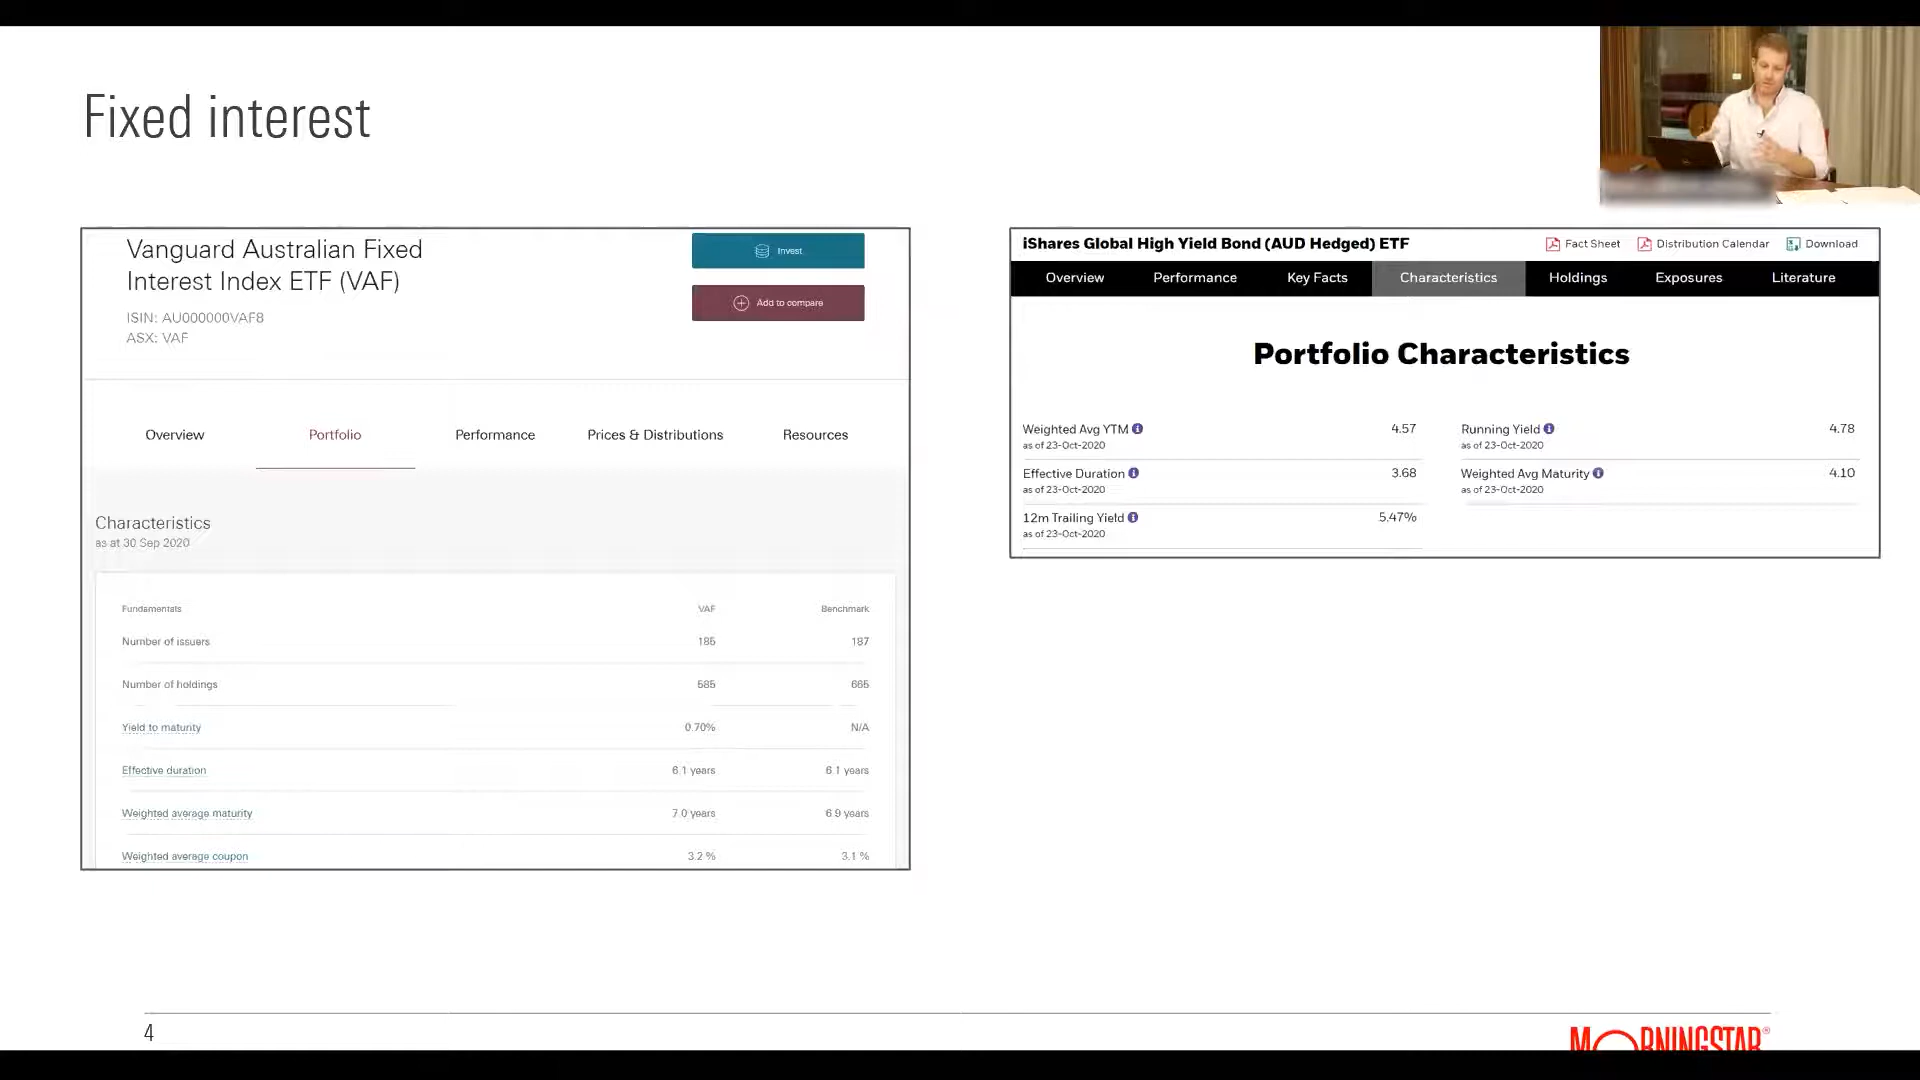 Fixed interest
Vanguard Australian Fixed
Interest Index ETF (VAF)
ISIN: AU000000VAF8
ASX: VAF
Invest
Add to compare
Overview Portfolio Performance Prices & Distributions Resources
Characteristics
as at 30 Sep 2020
Fundamentals VAF Benchmark
Number of issuers 185 187
Number of holdings 585 665
Yield to maturity 0.70% N/A
Effective duration 6.1 years 6.1 years
Weighted average maturity 7.0 years 6.9 years
Weighted average coupon 3.2 % 3.1 %
iShares Global High Yield Bond (AUD Hedged) ETF Fact Sheet Distribution Calendar Download
Overview Performance Key Facts Characteristics Holdings Exposures Literature
Portfolio Characteristics
Weighted Avg YTM 4.57 Running Yield 4.78
as of 23-Oct-2020 as of 23-Oct-2020
Effective Duration 3.68 Weighted Avg Maturity 4.10
as of 23-Oct-2020 as of 23-Oct-2020
12m Trailing Yield 5.47%
as of 23-Oct-2020
4
MORNINGSTAR®